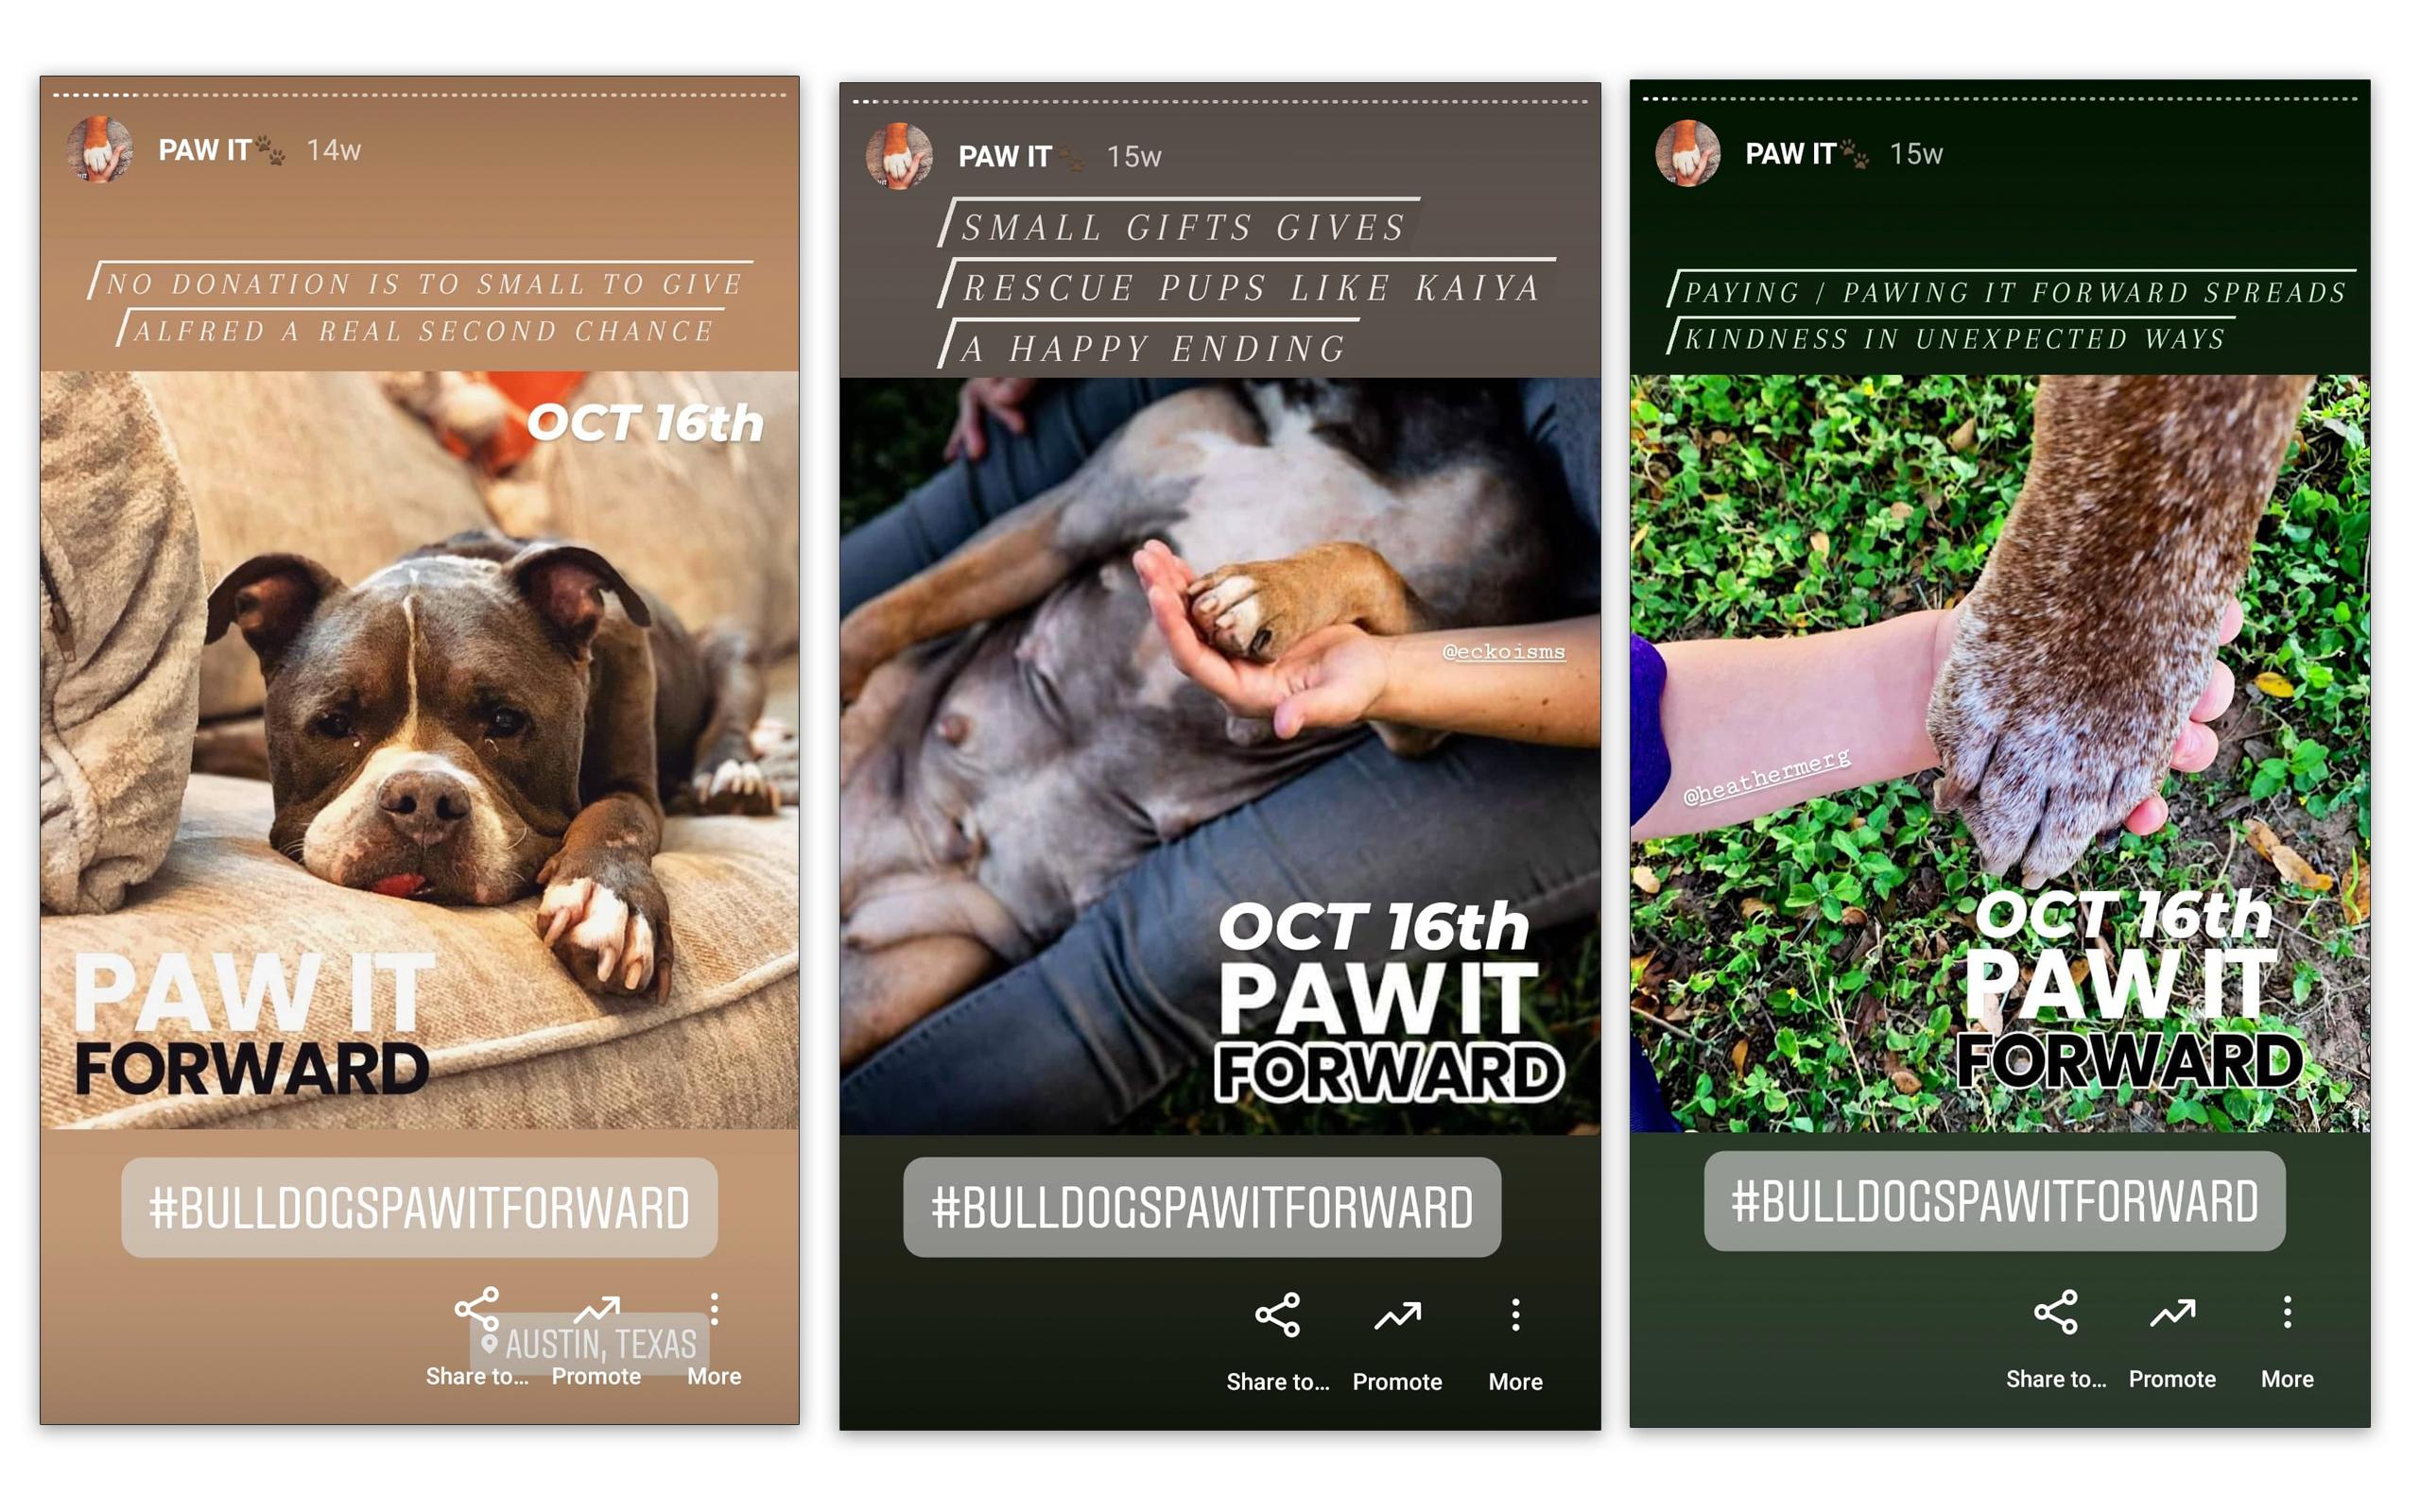 PAW IT🐾 14w
NO DONATION IS TO SMALL TO GIVE
ALFRED A REAL SECOND CHANCE
OCT 16th
PAW IT
FORWARD
#BULLDOGSPAWITFORWARD
AUSTIN, TEXAS
Share to... Promote More
PAW IT🐾 15w
SMALL GIFTS GIVES
RESCUE PUPS LIKE KAIYA
A HAPPY ENDING
@eckoisms
OCT 16th
PAW IT
FORWARD
#BULLDOGSPAWITFORWARD
Share to... Promote More
PAW IT🐾 15w
PAYING / PAWING IT FORWARD SPREADS
KINDNESS IN UNEXPECTED WAYS
@heathermerg
OCT 16th
PAW IT
FORWARD
#BULLDOGSPAWITFORWARD
Share to... Promote More